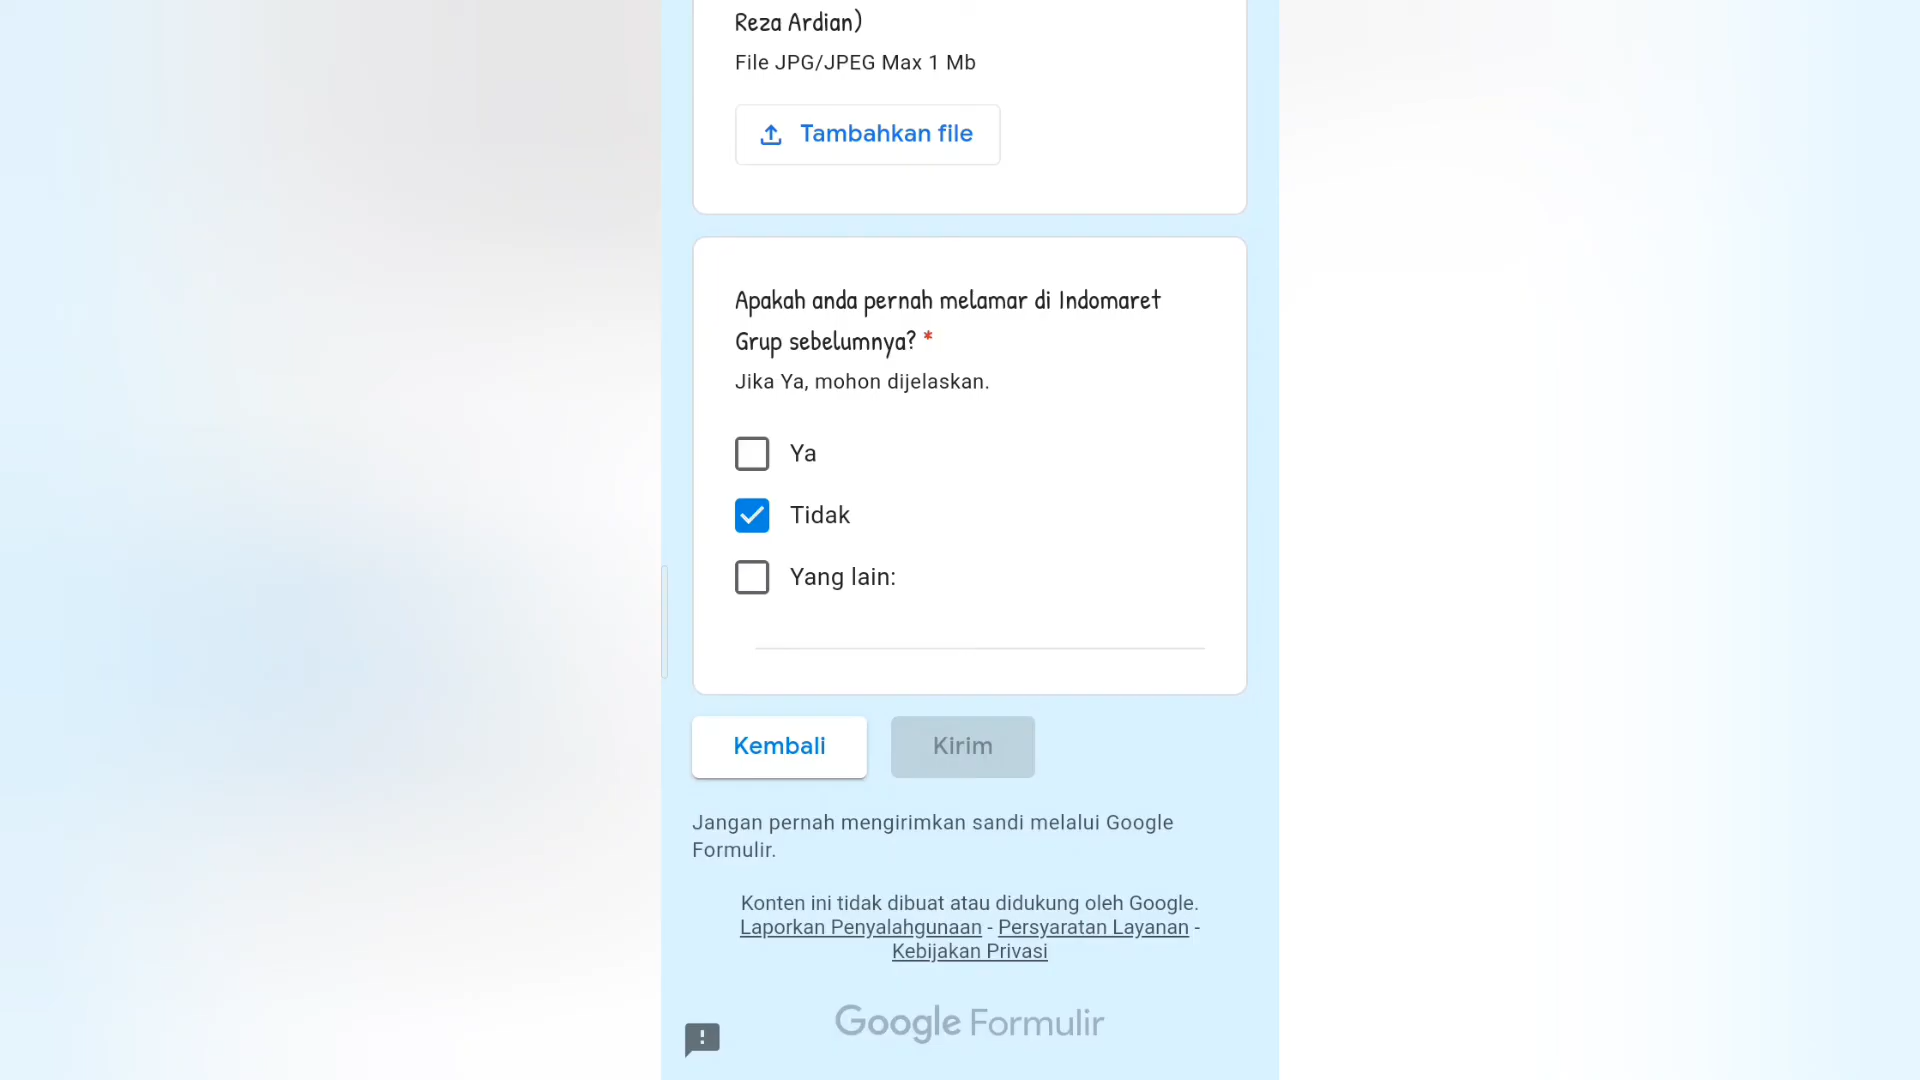 Reza Ardian)
File JPG/JPEG Max 1 Mb
Tambahkan file
Apakah anda pernah melamar di Indomaret
Grup sebelumnya? *
Jika Ya, mohon dijelaskan.
Ya
Tidak
Yang lain:
Kembali
Kirim
Jangan pernah mengirimkan sandi melalui Google
Formulir.
Konten ini tidak dibuat atau didukung oleh Google.
Laporkan Penyalahgunaan - Persyaratan Layanan -
Kebijakan Privasi
Google Formulir